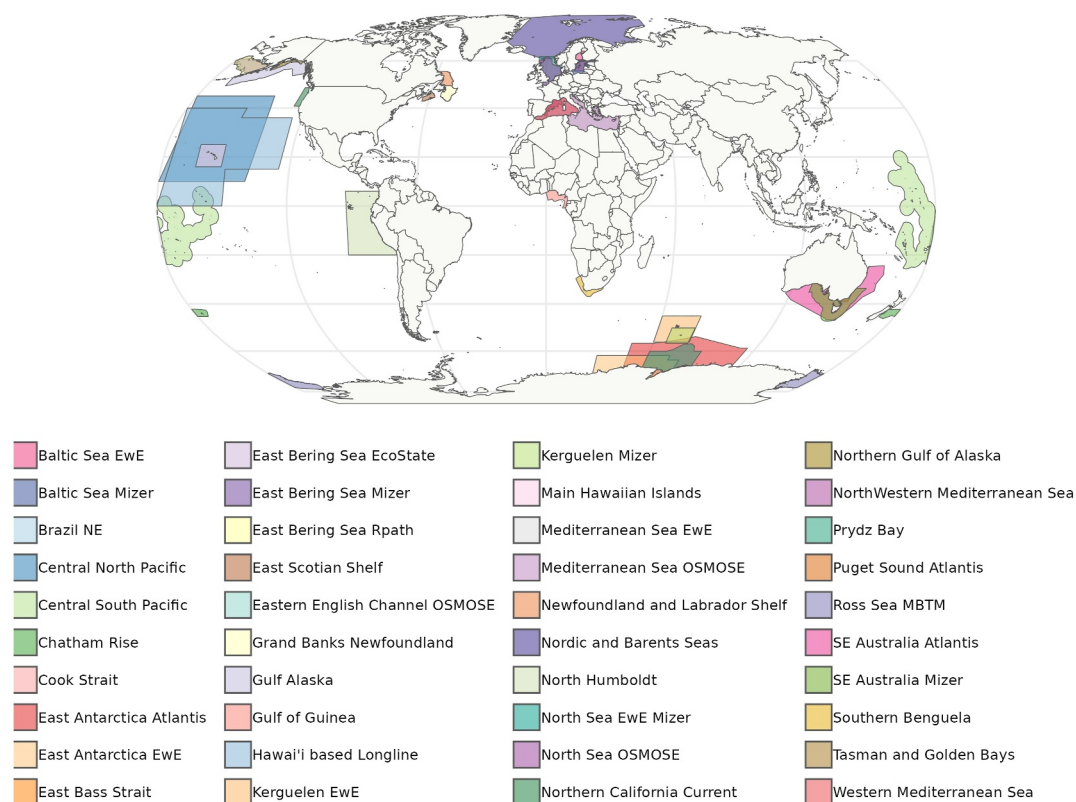 Baltic Sea EwE
Baltic Sea Mizer
Brazil NE
Central North Pacific
Central South Pacific
Chatham Rise
Cook Strait
East Antarctica Atlantis
East Antarctica EwE
East Bass Strait
East Bering Sea EcoState
East Bering Sea Mizer
East Bering Sea Rpath
East Scotian Shelf
Eastern English Channel OSMOSE
Grand Banks Newfoundland
Gulf Alaska
Gulf of Guinea
Hawai'i based Longline
Kerguelen EwE
Kerguelen Mizer
Main Hawaiian Islands
Mediterranean Sea EwE
Mediterranean Sea OSMOSE
Newfoundland and Labrador Shelf
Nordic and Barents Seas
North Humboldt
North Sea EwE Mizer
North Sea OSMOSE
Northern California Current
Northern Gulf of Alaska
NorthWestern Mediterranean Sea
Prydz Bay
Puget Sound Atlantis
Ross Sea MBTM
SE Australia Atlantis
SE Australia Mizer
Southern Benguela
Tasman and Golden Bays
Western Mediterranean Sea